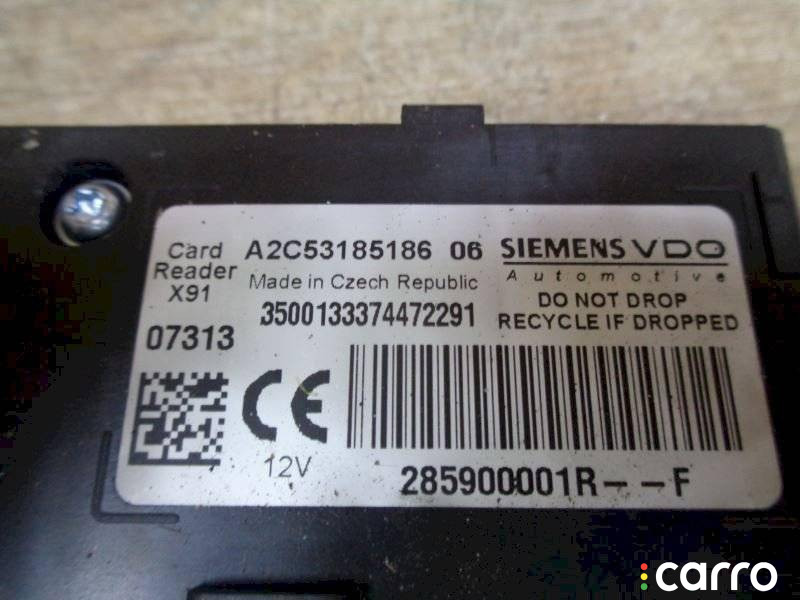 Card Reader X91
A2C53185186 06
Made in Czech Republic
3500133374472291
SIEMENS VDO
Automotive
DO NOT DROP
RECYCLE IF DROPPED
07313
CE
12V
285900001R--F
carro